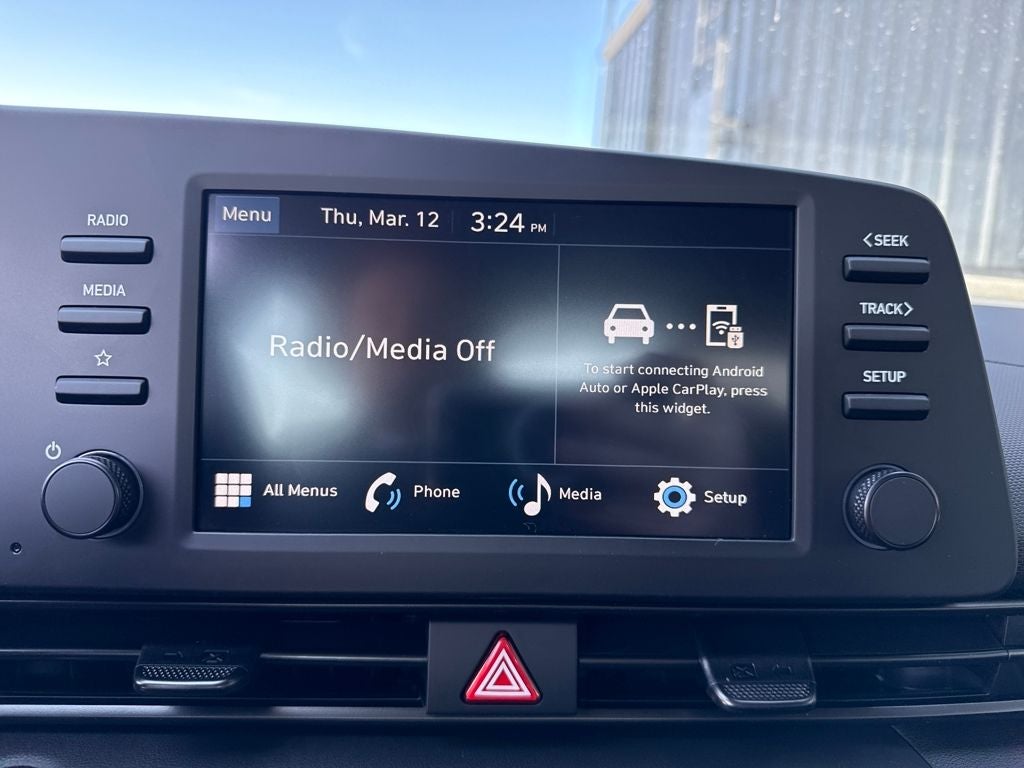 RADIO
MEDIA
Menu
Thu, Mar. 12
3:24 PM
Radio/Media Off
To start connecting Android
Auto or Apple CarPlay, press
this widget.
All Menus
Phone
Media
Setup
<SEEK
TRACK>
SETUP